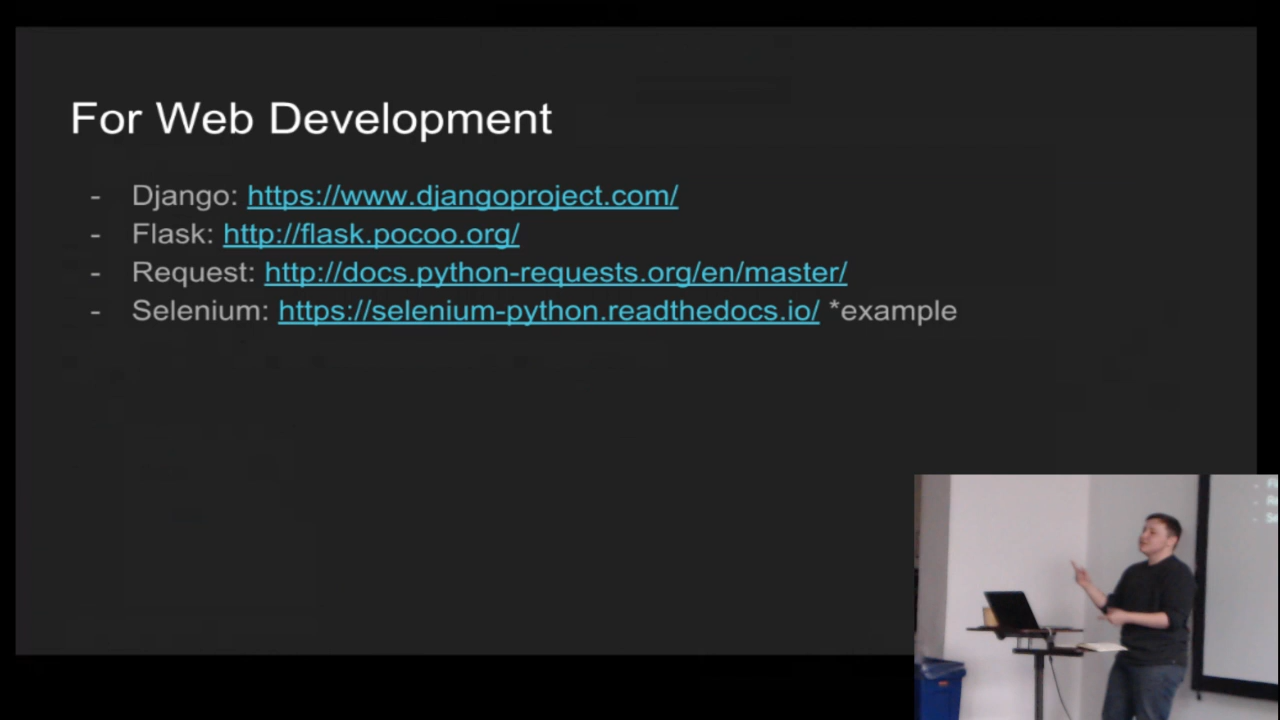 For Web Development
- Django: https://www.djangoproject.com/
- Flask: http://flask.pocoo.org/
- Request: http://docs.python-requests.org/en/master/
- Selenium: https://selenium-python.readthedocs.io/ *example